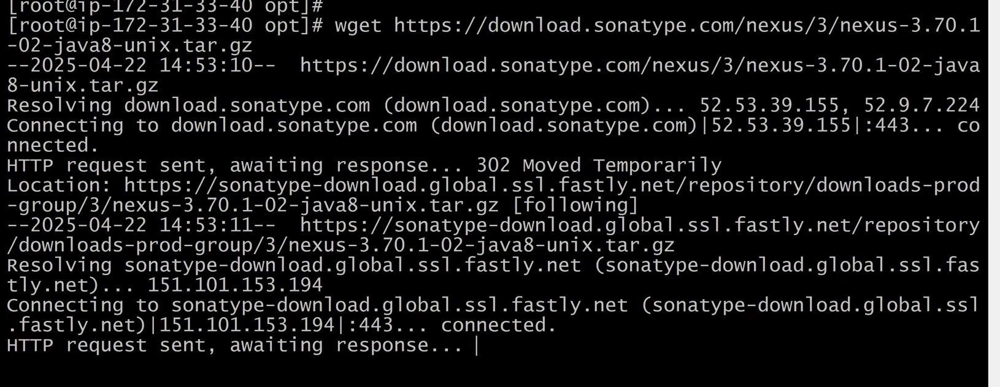 [root@ip-172-31-33-40 opt]#
[root@ip-172-31-33-40 opt]# wget https://download.sonatype.com/nexus/3/nexus-3.70.1
-02-java8-unix.tar.gz
--2025-04-22 14:53:10--  https://download.sonatype.com/nexus/3/nexus-3.70.1-02-java
8-unix.tar.gz
Resolving download.sonatype.com (download.sonatype.com)... 52.53.39.155, 52.9.7.224
Connecting to download.sonatype.com (download.sonatype.com)|52.53.39.155|:443... co
nnected.
HTTP request sent, awaiting response... 302 Moved Temporarily
Location: https://sonatype-download.global.ssl.fastly.net/repository/downloads-prod
-group/3/nexus-3.70.1-02-java8-unix.tar.gz [following]
--2025-04-22 14:53:11--  https://sonatype-download.global.ssl.fastly.net/repository
/downloads-prod-group/3/nexus-3.70.1-02-java8-unix.tar.gz
Resolving sonatype-download.global.ssl.fastly.net (sonatype-download.global.ssl.fas
tly.net)... 151.101.153.194
Connecting to sonatype-download.global.ssl.fastly.net (sonatype-download.global.ssl
.fastly.net)|151.101.153.194|:443... connected.
HTTP request sent, awaiting response...